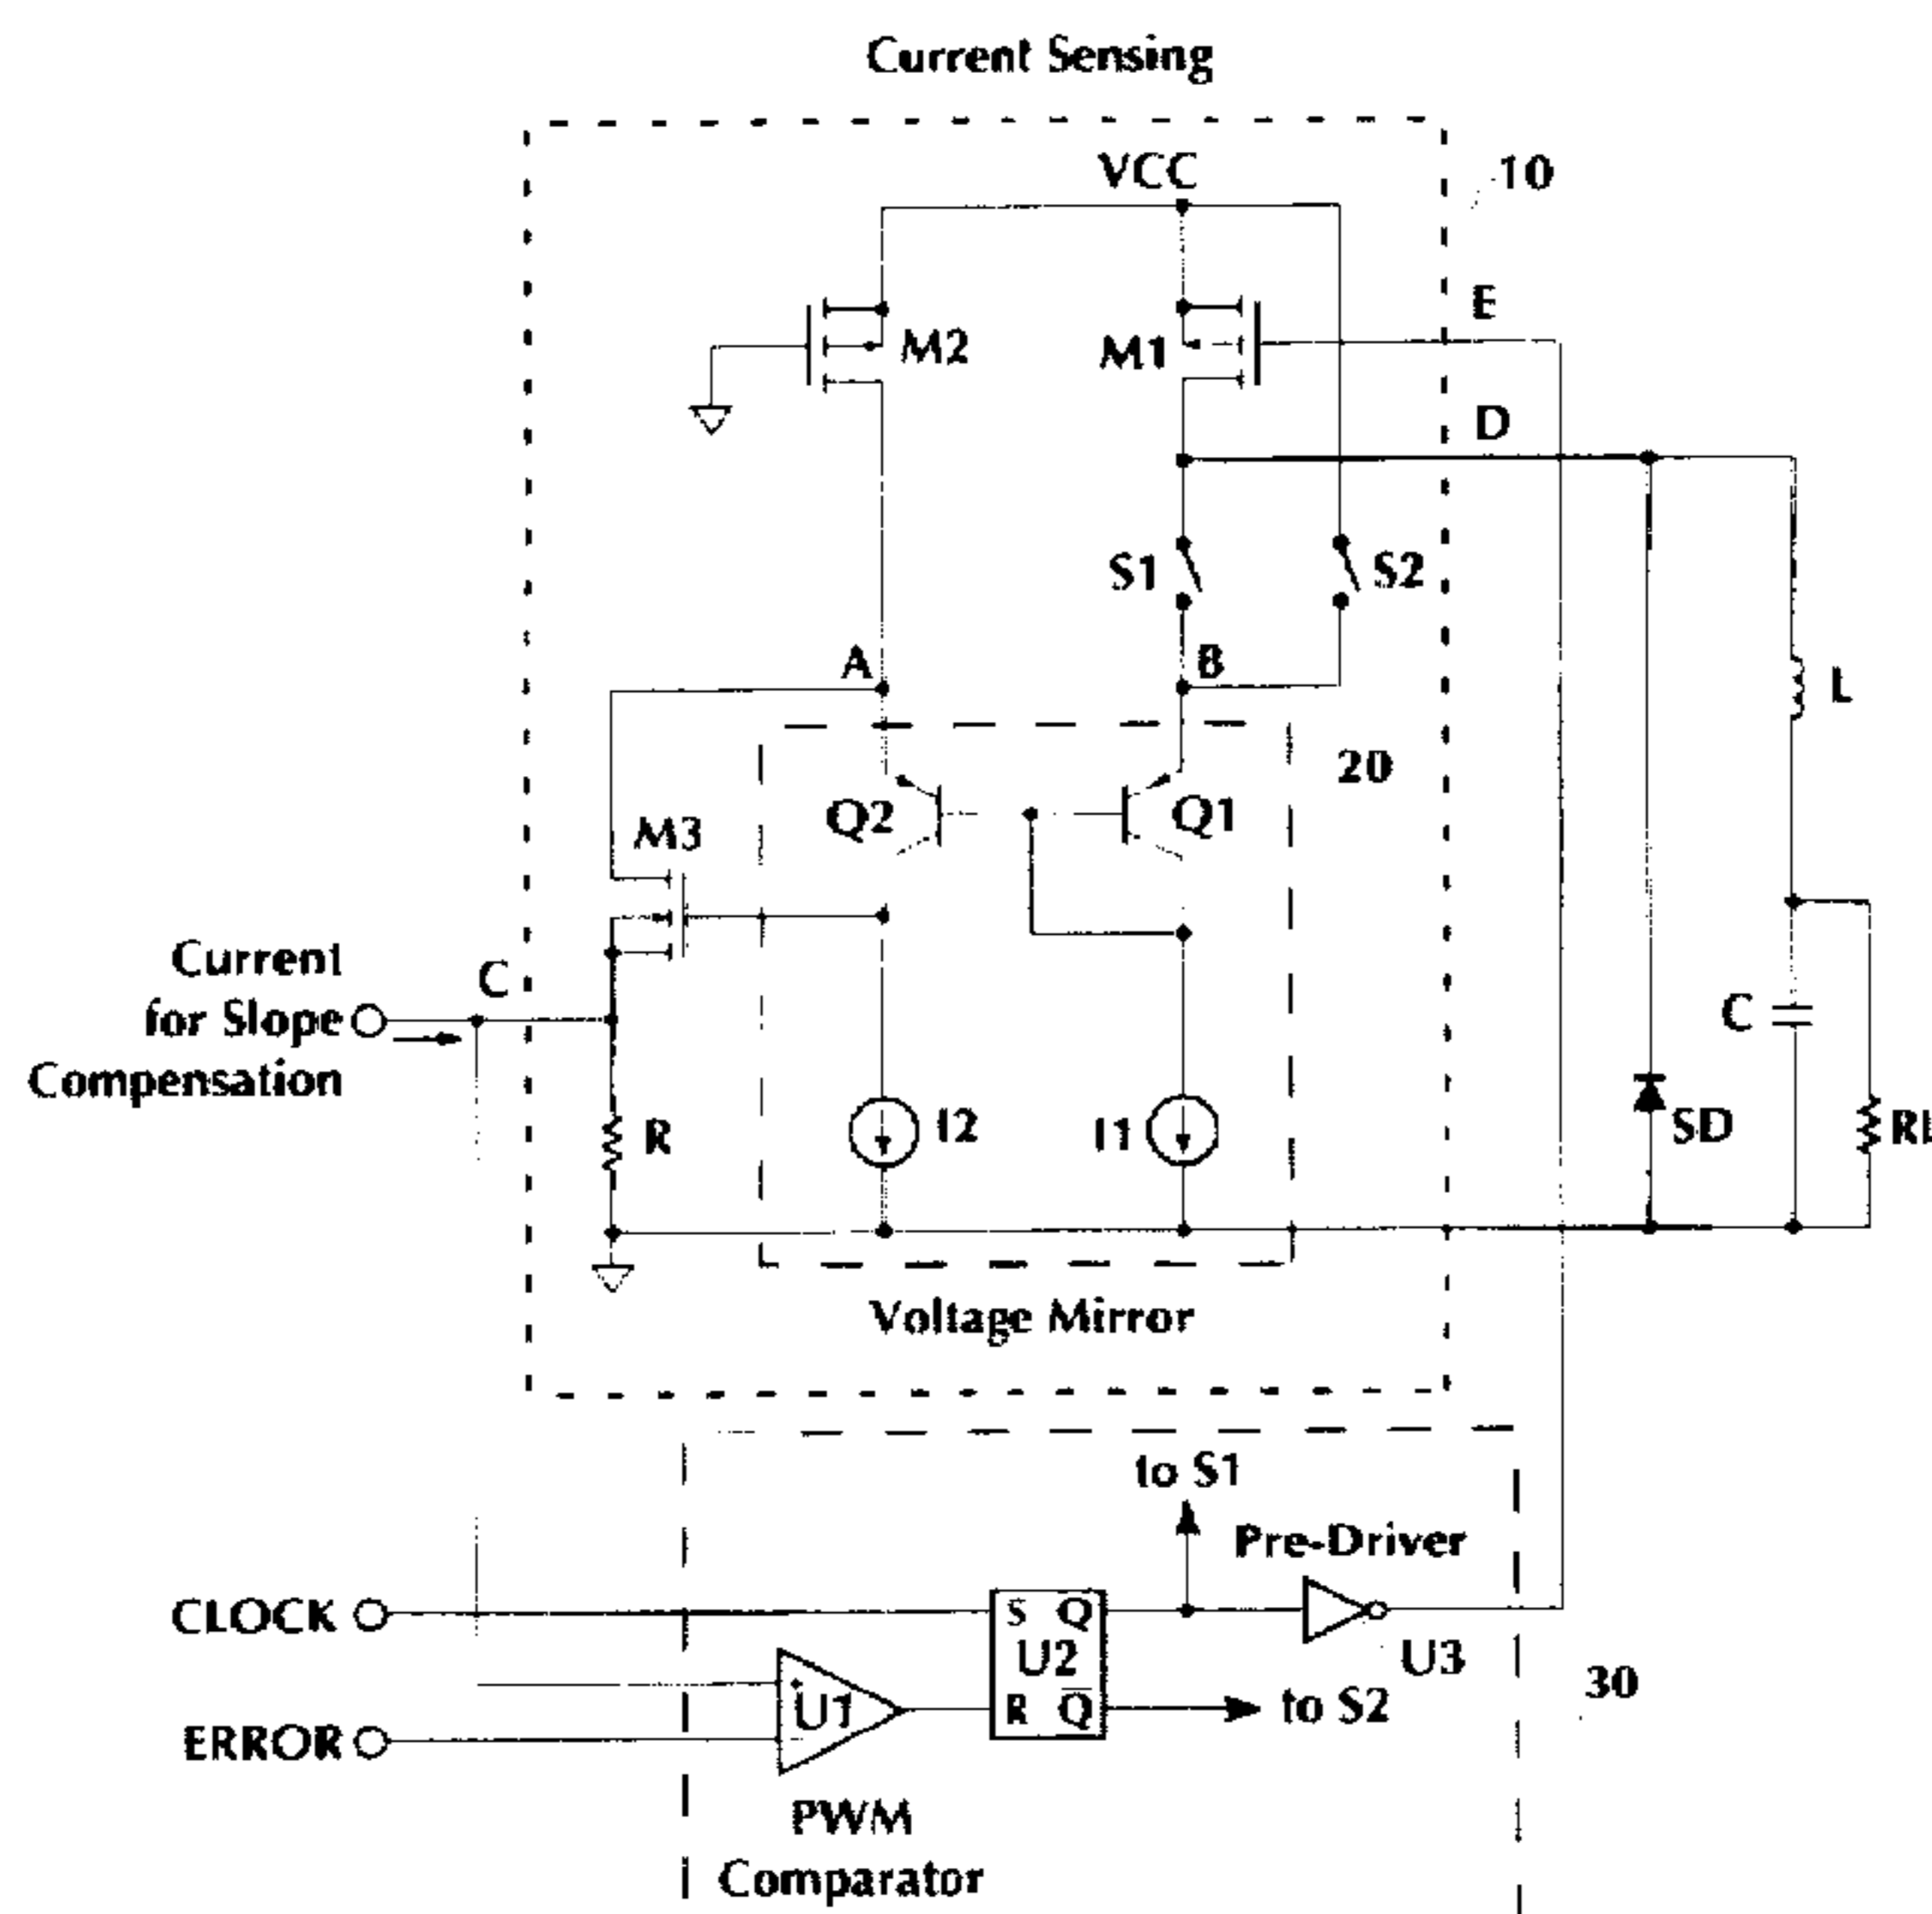 Current Sensing
VCC
10
E
M2
M1
D
S1
S2
A
B
L
20
Q2
Q1
M3
Current
for Slope
Compensation
C
C
R
I2
I1
SD
Voltage Mirror
to S1
Pre-Driver
CLOCK
S Q
U2
R Q̅
U3
30
U1
to S2
ERROR
PWM
Comparator